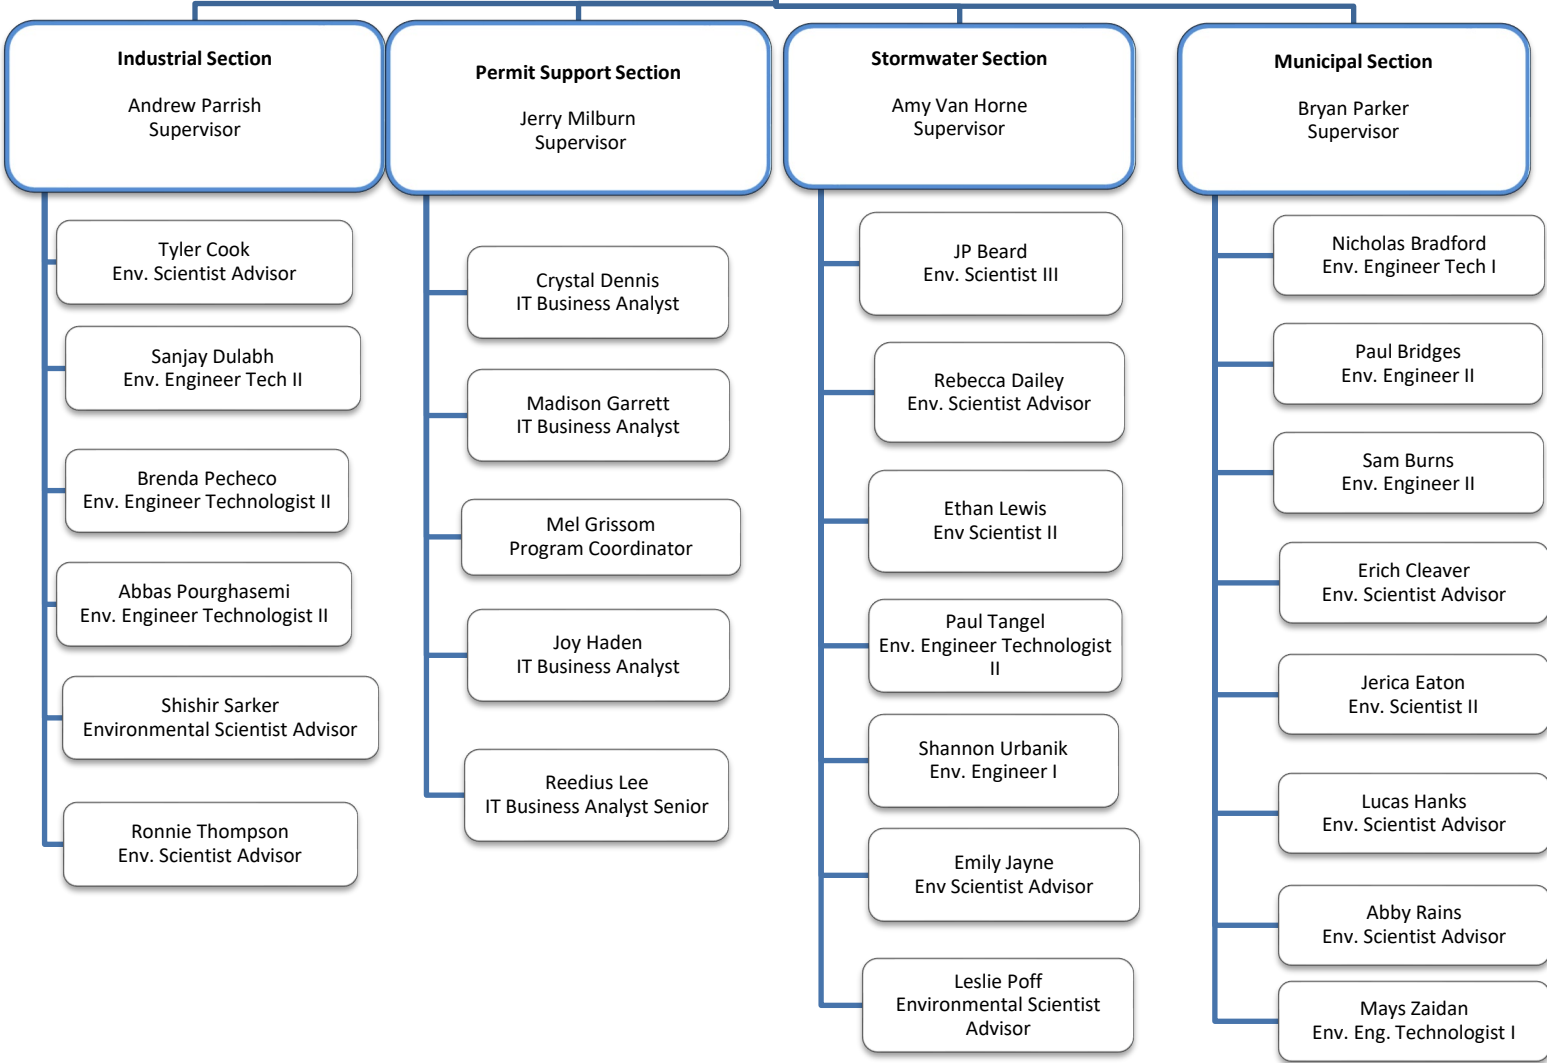 Industrial Section
Andrew Parrish
Supervisor
Tyler Cook
Env. Scientist Advisor
Sanjay Dulabh
Env. Engineer Tech II
Brenda Pecheco
Env. Engineer Technologist II
Abbas Pourghasemi
Env. Engineer Technologist II
Shishir Sarker
Environmental Scientist Advisor
Ronnie Thompson
Env. Scientist Advisor
Permit Support Section
Jerry Milburn
Supervisor
Crystal Dennis
IT Business Analyst
Madison Garrett
IT Business Analyst
Mel Grissom
Program Coordinator
Joy Haden
IT Business Analyst
Reedius Lee
IT Business Analyst Senior
Stormwater Section
Amy Van Horne
Supervisor
JP Beard
Env. Scientist III
Rebecca Dailey
Env. Scientist Advisor
Ethan Lewis
Env Scientist II
Paul Tangel
Env. Engineer Technologist
II
Shannon Urbanik
Env. Engineer I
Emily Jayne
Env Scientist Advisor
Leslie Poff
Environmental Scientist
Advisor
Municipal Section
Bryan Parker
Supervisor
Nicholas Bradford
Env. Engineer Tech I
Paul Bridges
Env. Engineer II
Sam Burns
Env. Engineer II
Erich Cleaver
Env. Scientist Advisor
Jerica Eaton
Env. Scientist II
Lucas Hanks
Env. Scientist Advisor
Abby Rains
Env. Scientist Advisor
Mays Zaidan
Env. Eng. Technologist I